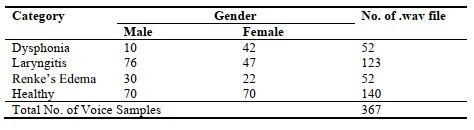 Category Gender No. of .wav file
Male Female
Dysphonia 10 42 52
Laryngitis 76 47 123
Renke's Edema 30 22 52
Healthy 70 70 140
Total No. of Voice Samples 367